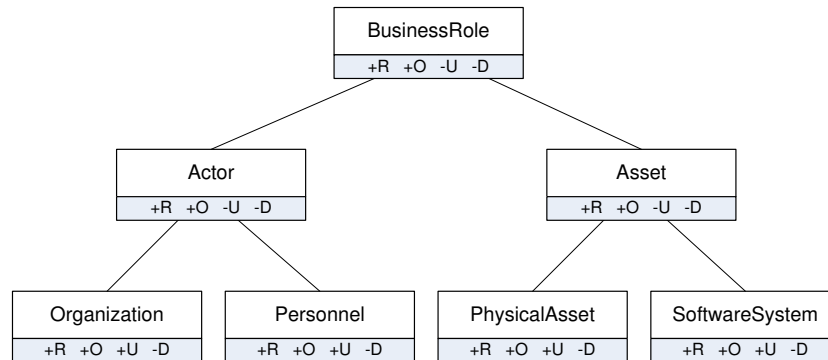 BusinessRole
+R +O -U -D
Actor
Asset
+R +O -U -D
+R +O -U -D
Organization
Personnel
PhysicalAsset
SoftwareSystem
+R +O +U -D
+R +O +U -D
+R +O +U -D
+R +O +U -D